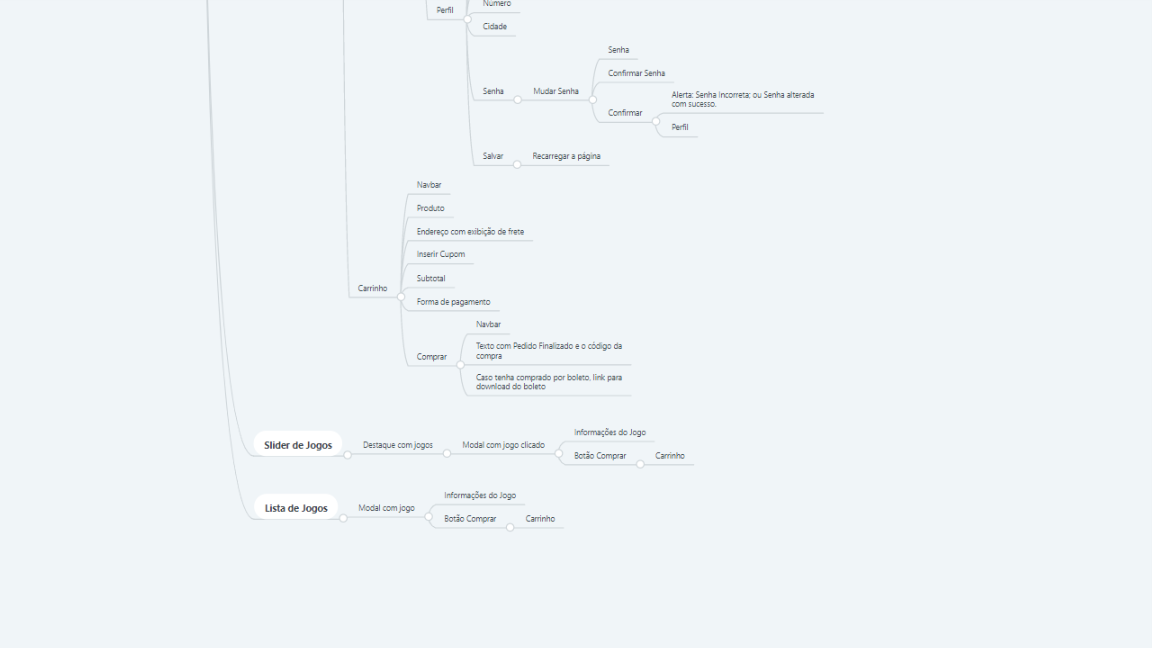 Número
Perfil
Cidade
Senha
Confirmar Senha
Senha
Mudar Senha
Alerta: Senha Incorreta; ou Senha alterada
com sucesso.
Confirmar
Perfil
Salvar
Recarregar a página
Navbar
Produto
Endereço com exibição de frete
Inserir Cupom
Subtotal
Carrinho
Forma de pagamento
Navbar
Texto com Pedido Finalizado e o código da
compra
Comprar
Caso tenha comprado por boleto, link para
download do boleto
Informações do Jogo
Slider de Jogos
Destaque com jogos
Modal com jogo clicado
Botão Comprar
Carrinho
Informações do Jogo
Lista de Jogos
Modal com jogo
Botão Comprar
Carrinho